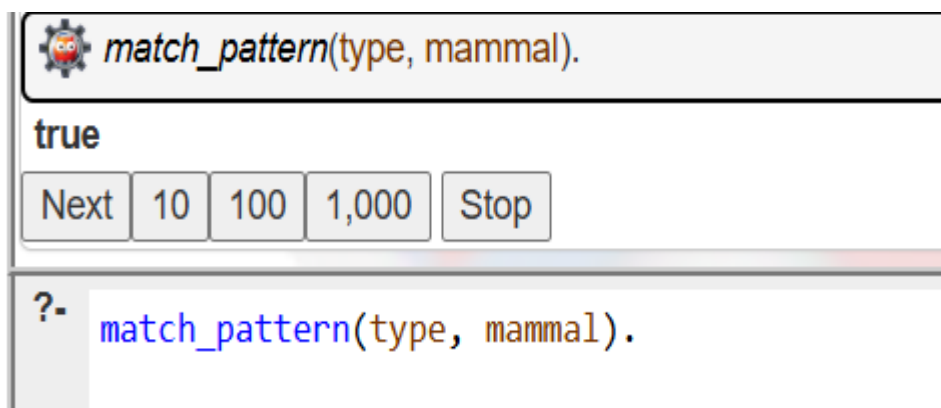 match_pattern(type, mammal).
true
Next 10 100 1,000 Stop
?- match_pattern(type, mammal).